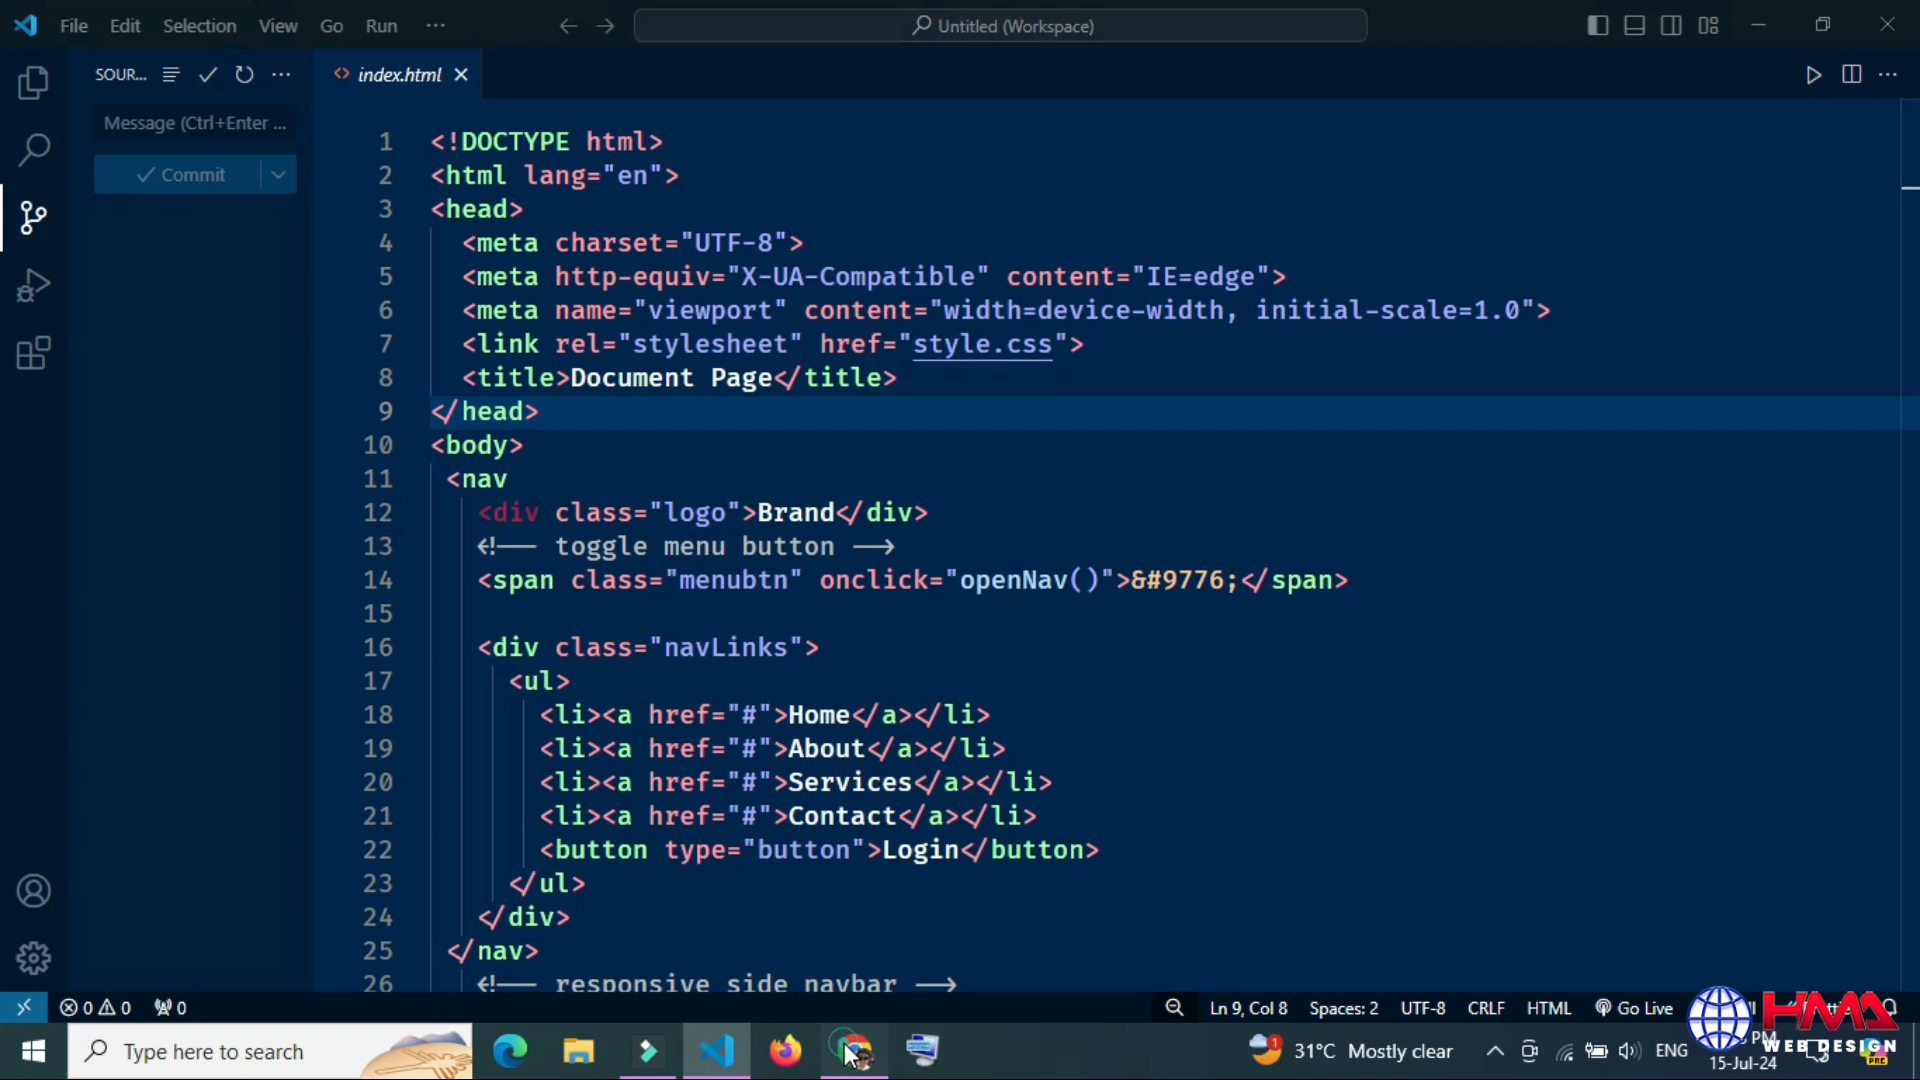 File Edit Selection View Go Run ··· Untitled (Workspace)
SOUR... index.html
Message (Ctrl+Enter ...
Commit
1 <!DOCTYPE html>
2 <html lang="en">
3 <head>
4 <meta charset="UTF-8">
5 <meta http-equiv="X-UA-Compatible" content="IE=edge">
6 <meta name="viewport" content="width=device-width, initial-scale=1.0">
7 <link rel="stylesheet" href="style.css">
8 <title>Document Page</title>
9 </head>
10 <body>
11 <nav
12 <div class="logo">Brand</div>
13 <!-- toggle menu button -->
14 <span class="menubtn" onclick="openNav()">&#9776;</span>
15
16 <div class="navLinks">
17 <ul>
18 <li><a href="#">Home</a></li>
19 <li><a href="#">About</a></li>
20 <li><a href="#">Services</a></li>
21 <li><a href="#">Contact</a></li>
22 <button type="button">Login</button>
23 </ul>
24 </div>
25 </nav>
26 <!-- responsive side navbar -->
0 0 0 Ln 9, Col 8 Spaces: 2 UTF-8 CRLF HTML Go Live
Type here to search 1 31°C Mostly clear ENG PM
15-Jul-24 3 PRE
HMA
WEB DESIGN